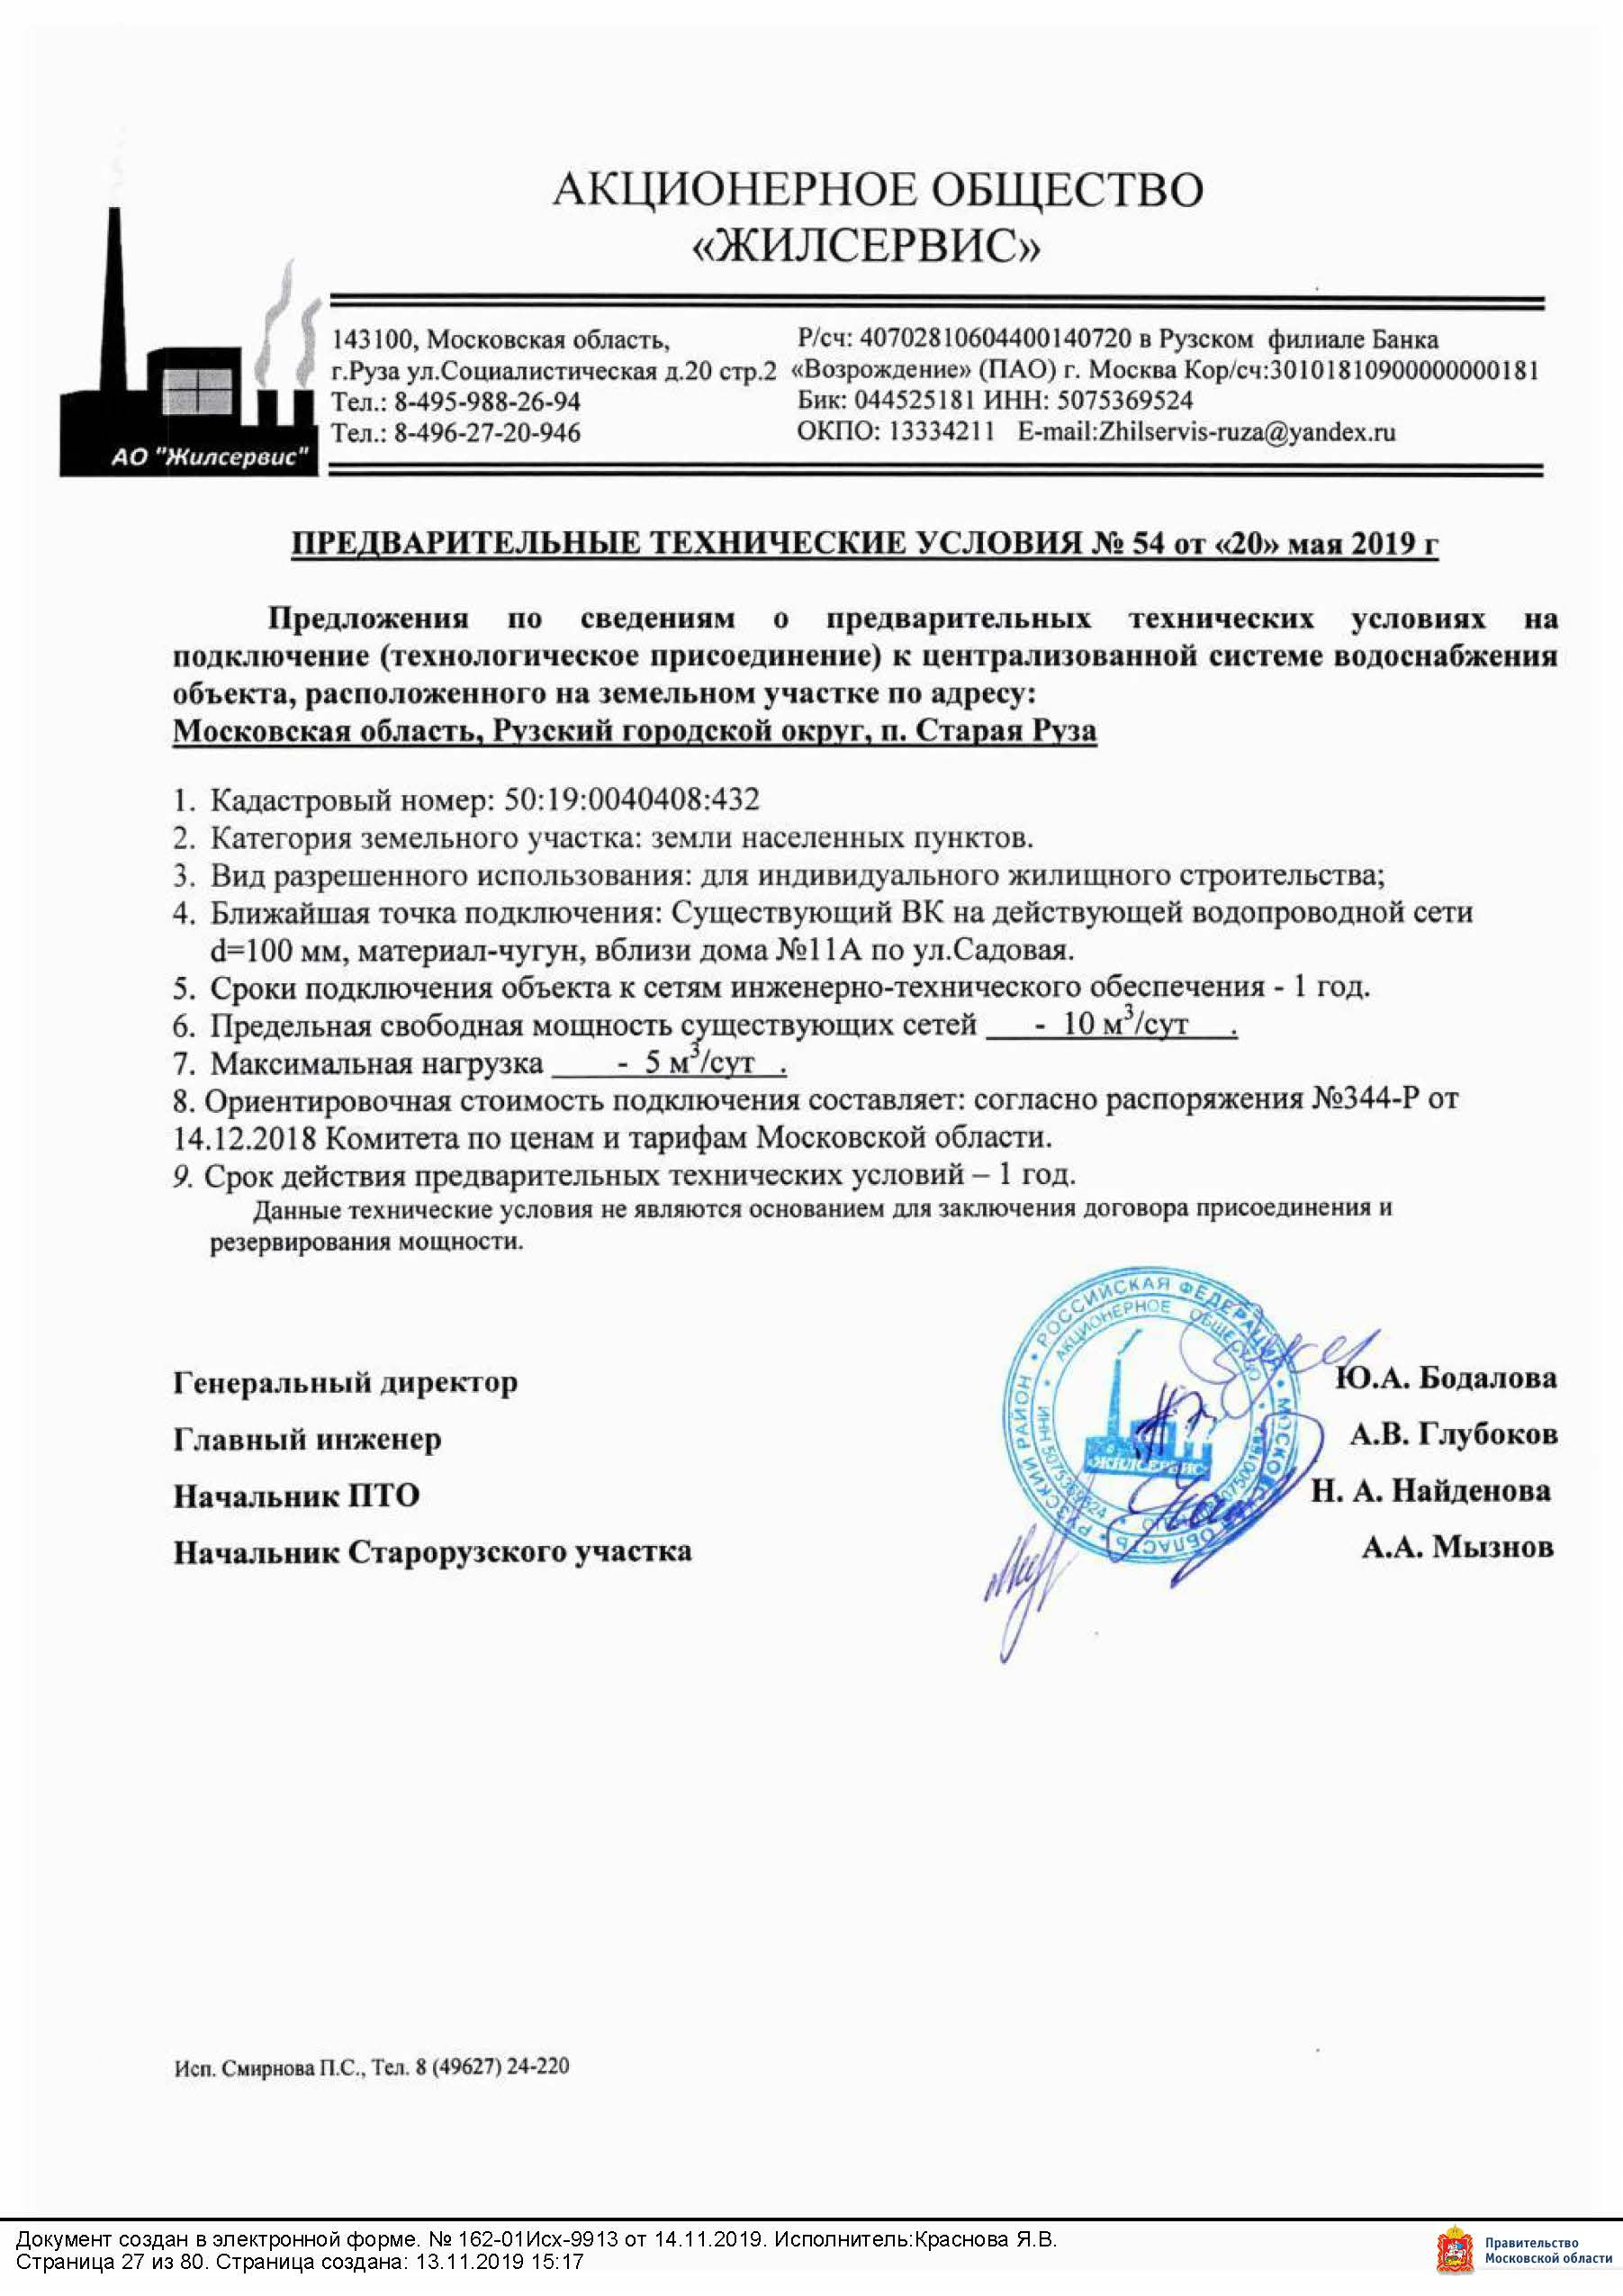 АКЦИОНЕРНОЕ ОБЩЕСТВО
«ЖИЛСЕРВИС»
АО "Жилсервис"
143100, Московская область,
г.Руза ул.Социалистическая д.20 стр.2
Тел.: 8-495-988-26-94
Тел.: 8-496-27-20-946
Р/сч: 40702810604400140720 в Рузском филиале Банка
«Возрождение» (ПАО) г. Москва Кор/сч:30101810900000000181
Бик: 044525181 ИНН: 5075369524
ОКПО: 13334211 E-mail:Zhilservis-ruza@yandex.ru
ПРЕДВАРИТЕЛЬНЫЕ ТЕХНИЧЕСКИЕ УСЛОВИЯ № 54 от «20» мая 2019 г
Предложения по сведениям о предварительных технических условиях на
подключение (технологическое присоединение) к централизованной системе водоснабжения
объекта, расположенного на земельном участке по адресу:
Московская область, Рузский городской округ, п. Старая Руза
1. Кадастровый номер: 50:19:0040408:432
2. Категория земельного участка: земли населенных пунктов.
3. Вид разрешенного использования: для индивидуального жилищного строительства;
4. Ближайшая точка подключения: Существующий ВК на действующей водопроводной сети
d=100 мм, материал-чугун, вблизи дома №11А по ул.Садовая.
5. Сроки подключения объекта к сетям инженерно-технического обеспечения - 1 год.
6. Предельная свободная мощность существующих сетей - 10 м³/сут .
7. Максимальная нагрузка - 5 м³/сут .
8. Ориентировочная стоимость подключения составляет: согласно распоряжения №344-Р от
14.12.2018 Комитета по ценам и тарифам Московской области.
9. Срок действия предварительных технических условий – 1 год.
Данные технические условия не являются основанием для заключения договора присоединения и
резервирования мощности.
РОССИЙСКАЯ ФЕДЕРАЦИЯ • МОСКОВСКАЯ ОБЛАСТЬ • РУЗСКИЙ РАЙОН •
АКЦИОНЕРНОЕ ОБЩЕСТВО
ИНН 5075369524
«ЖИЛСЕРВИС»
Генеральный директор Ю.А. Бодалова
Главный инженер А.В. Глубоков
Начальник ПТО Н. А. Найденова
Начальник Старорузского участка А.А. Мызнов
Исп. Смирнова П.С., Тел. 8 (49627) 24-220
Документ создан в электронной форме. № 162-01Исх-9913 от 14.11.2019. Исполнитель:Краснова Я.В.
Страница 27 из 80. Страница создана: 13.11.2019 15:17
Правительство
Московской области